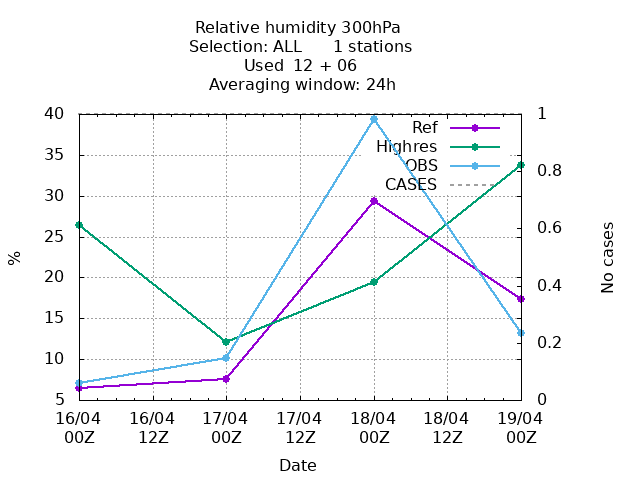 Relative humidity 300hPa
Selection: ALL      1 stations
Used  12 + 06
Averaging window: 24h
40
35
30
25
20
15
10
5
%
1
0.8
0.6
0.4
0.2
0
No cases
Ref
Highres
OBS
CASES
16/04 16/04 17/04 17/04 18/04 18/04 19/04
00Z 12Z 00Z 12Z 00Z 12Z 00Z
Date